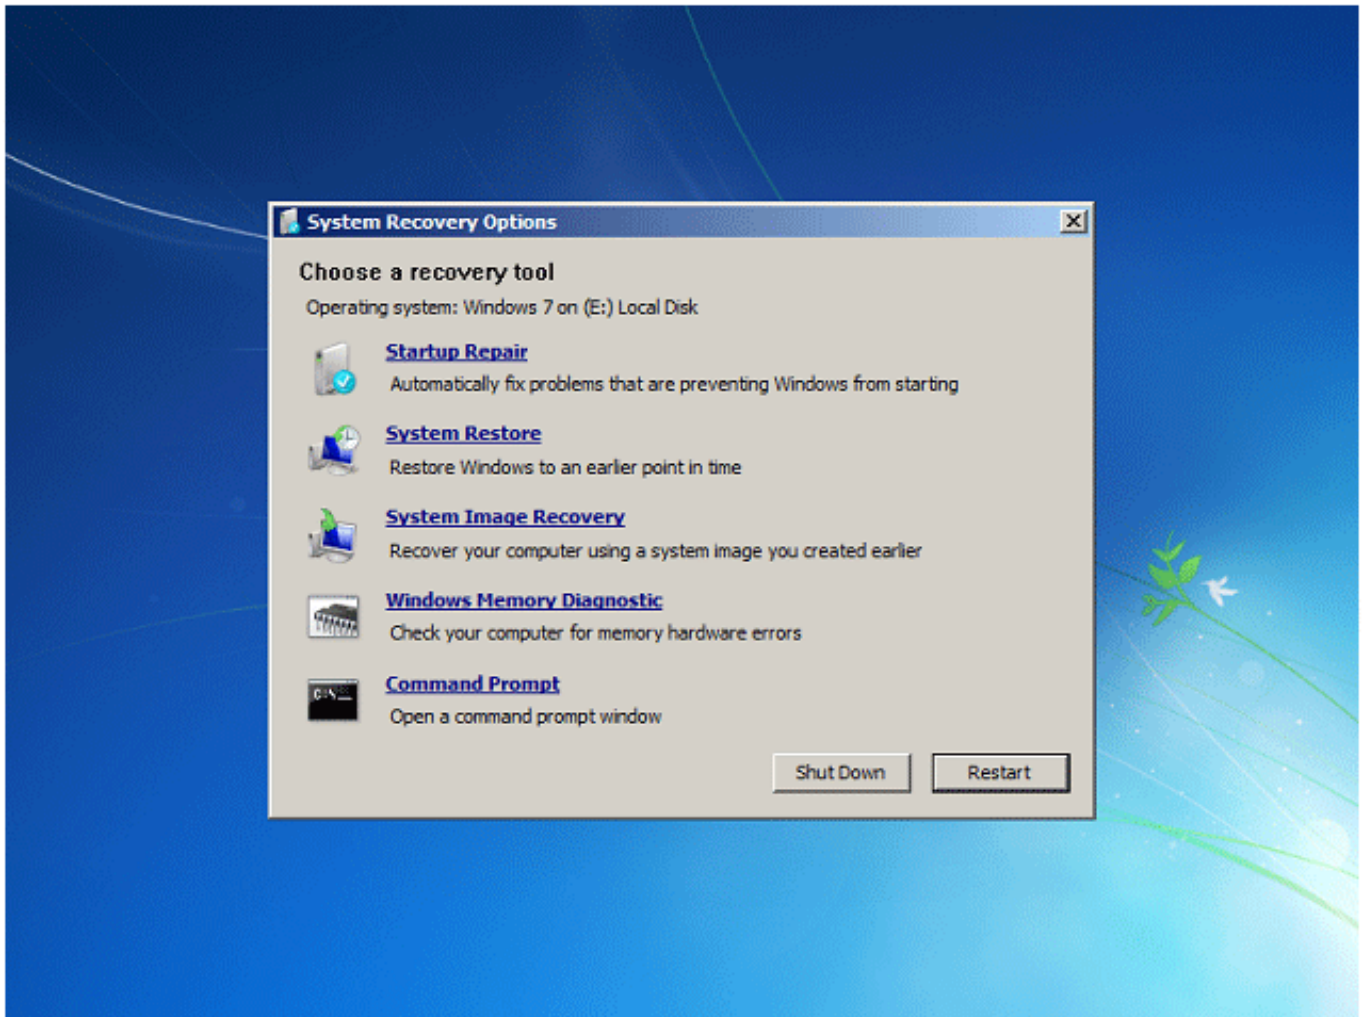 System Recovery Options
Choose a recovery tool
Operating system: Windows 7 on (E:) Local Disk
Startup Repair
Automatically fix problems that are preventing Windows from starting
System Restore
Restore Windows to an earlier point in time
System Image Recovery
Recover your computer using a system image you created earlier
Windows Memory Diagnostic
Check your computer for memory hardware errors
C:\_
Command Prompt
Open a command prompt window
Shut Down Restart